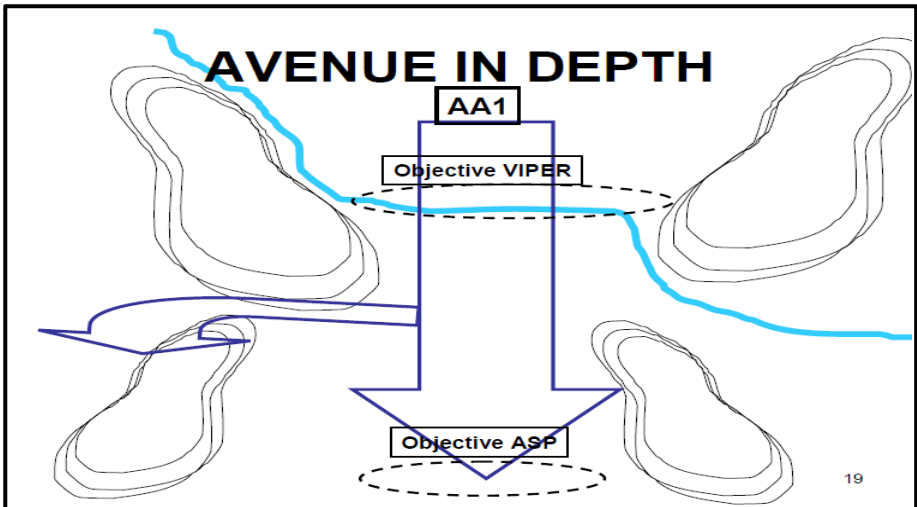 AVENUE IN DEPTH
AA1
Objective VIPER
Objective ASP
19